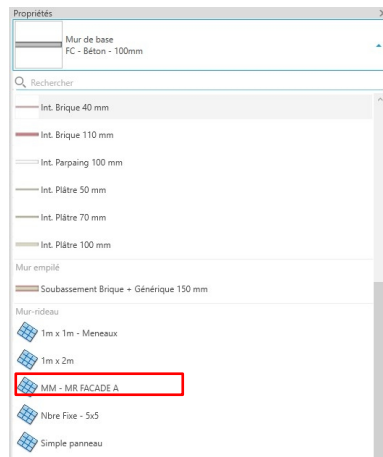 Propriétés
Mur de base
FC - Béton - 100mm
Rechercher
Int. Brique 40 mm
Int. Brique 110 mm
Int. Parpaing 100 mm
Int. Plâtre 50 mm
Int. Plâtre 70 mm
Int. Plâtre 100 mm
Mur empilé
Soubassement Brique + Générique 150 mm
Mur-rideau
1m x 1m - Meneaux
1m x 2m
MM - MR FACADE A
Nbre Fixe - 5x5
Simple panneau